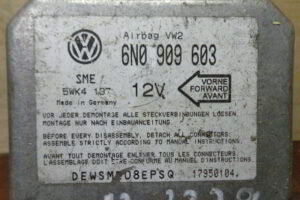 Airbag VW2
6N0 909 603
SME
5WK4
Made in Germany
12V
VORNE
FORWARD
AVANT
VOR JEDER DEMONTAGE ALLE STECKVERBINDUNGEN LÖSEN
MONTAGE NUR NACH EINBAUANLEITUNG
BEFORE EVERY DISASSEMBLY, DETACH ALL CONNECTORS.
ASSEMBLE STRICTLY ACCORDING TO MANUAL INSTRUCTIONS
AVANT TOUT DEMONTAGE ENLEVER TOUS LES CONNECTEURS.
L'ASSEMBLAGE DOIT ETRE CONFORME AU MANUEL D'INSTRUCTIONS.
17950104.